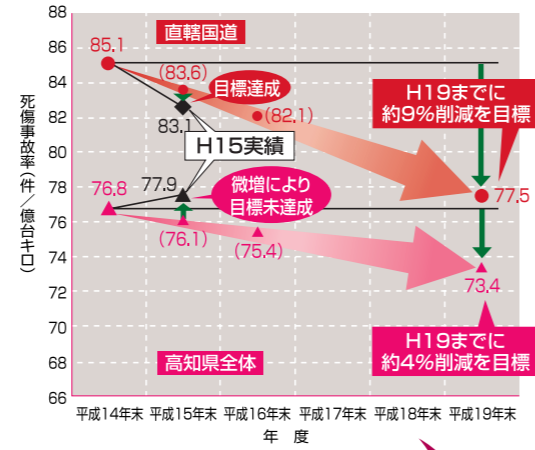 死傷事故率(件／億台キロ)
88
86
84
82
80
78
76
74
72
70
68
66
直轄国道
85.1
(83.6)
目標達成
83.1
(82.1)
H15実績
H19までに
約9%削減を目標
77.5
76.8
77.9
微増により
目標未達成
(76.1)
(75.4)
73.4
H19までに
約4%削減を目標
高知県全体
平成14年末 平成15年末 平成16年末 平成17年末 平成18年末 平成19年末
年 度